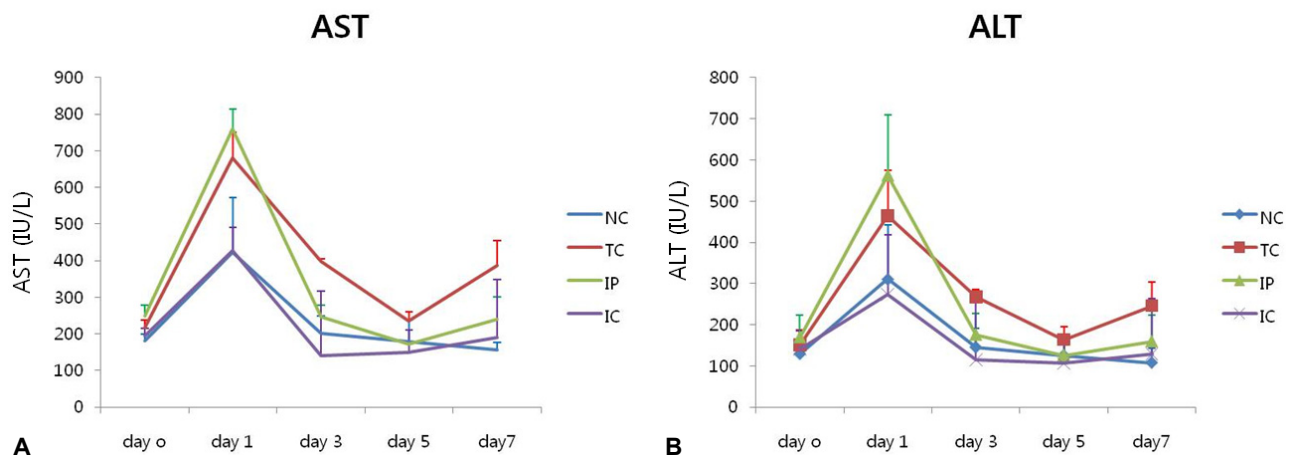 AST
900
800
700
600
500
400
300
200
100
0
AST (IU/L)
day o day 1 day 3 day 5 day7
NC
TC
IP
IC
A
ALT
800
700
600
500
400
300
200
100
0
ALT (IU/L)
day o day 1 day 3 day 5 day7
NC
TC
IP
IC
B